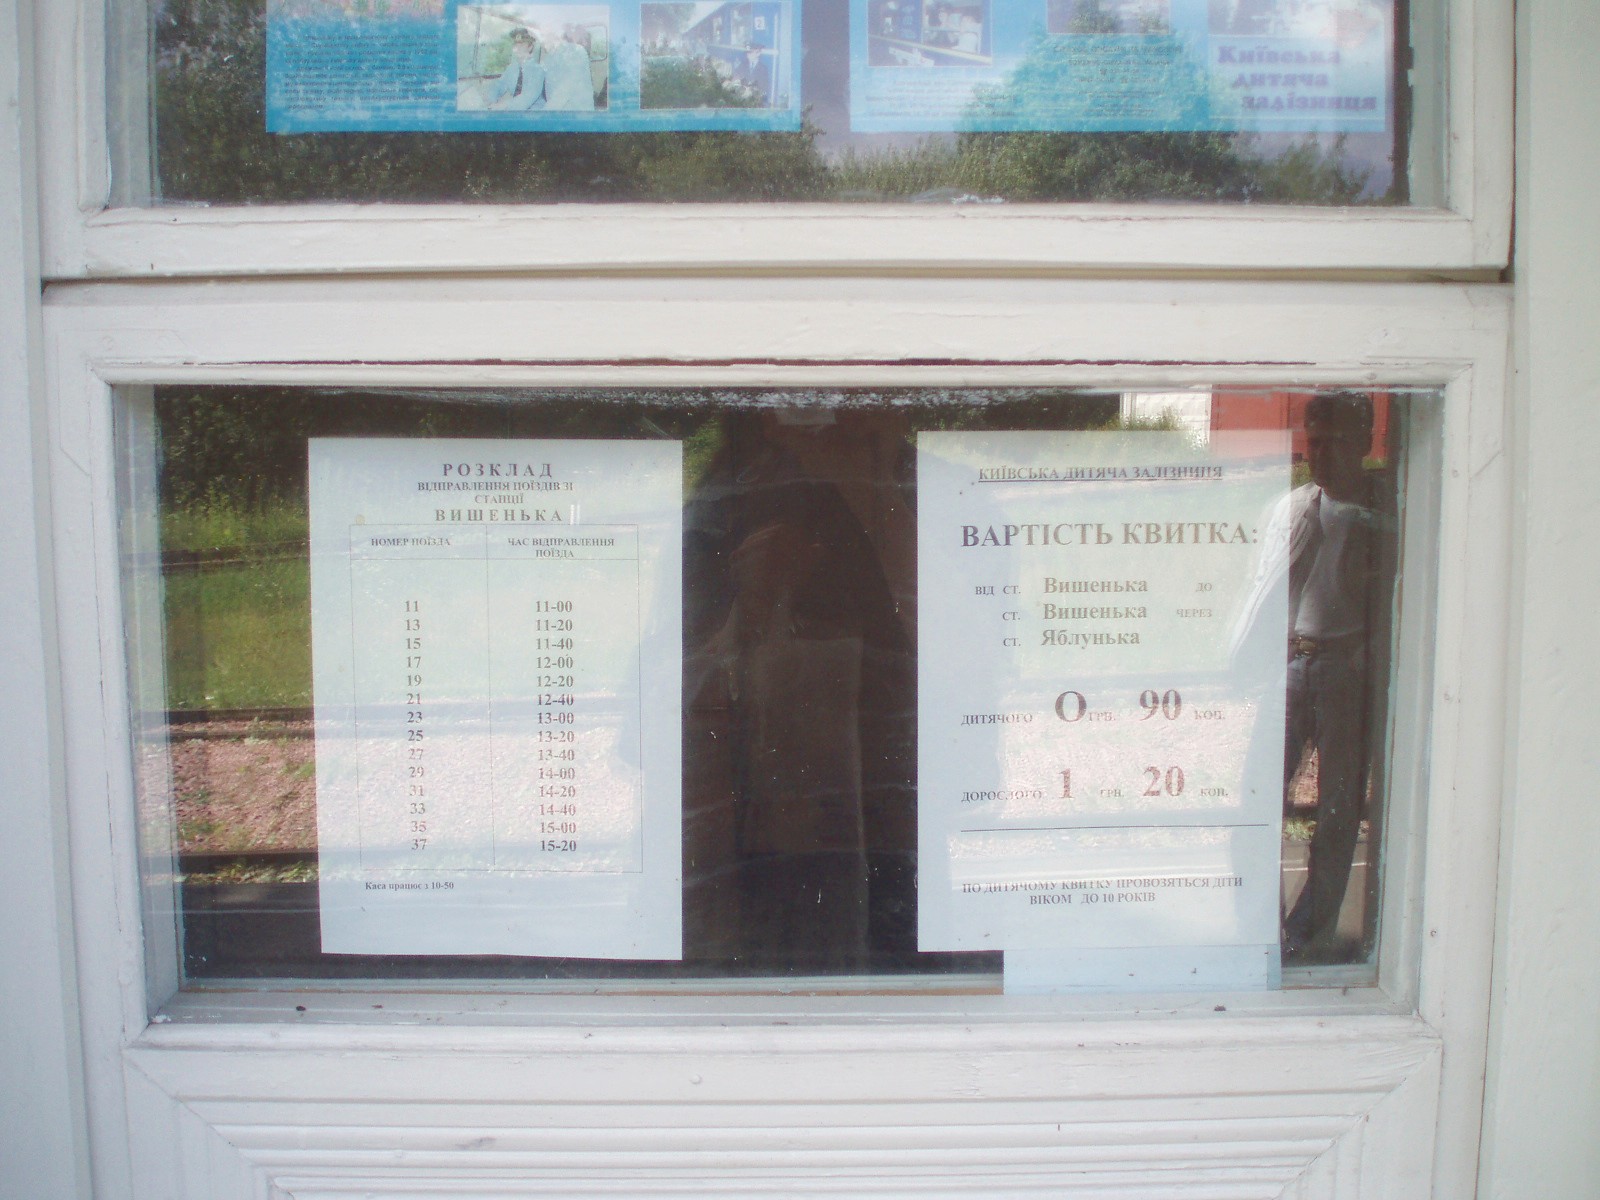 Київська
дитяча
залізниця
РОЗКЛАД
ВІДПРАВЛЕННЯ ПОЇЗДІВ ЗІ
СТАНЦІЇ
ВИШЕНЬКА
НОМЕР ПОЇЗДА ЧАС ВІДПРАВЛЕННЯ
ПОЇЗДА
11 11-00
13 11-20
15 11-40
17 12-00
19 12-20
21 12-40
23 13-00
25 13-20
27 13-40
29 14-00
31 14-20
33 14-40
35 15-00
37 15-20
Каса працює з 10-50
КИЇВСЬКА ДИТЯЧА ЗАЛІЗНИЦЯ
ВАРТІСТЬ КВИТКА:
ВІД СТ. Вишенька ДО
СТ. Вишенька ЧЕРЕЗ
СТ. Яблунька
ДИТЯЧОГО 0 ГРН. 90 КОП.
ДОРОСЛОГО 1 ГРН. 20 КОП.
ПО ДИТЯЧОМУ КВИТКУ ПРОВОЗЯТЬСЯ ДІТИ
ВІКОМ ДО 10 РОКІВ